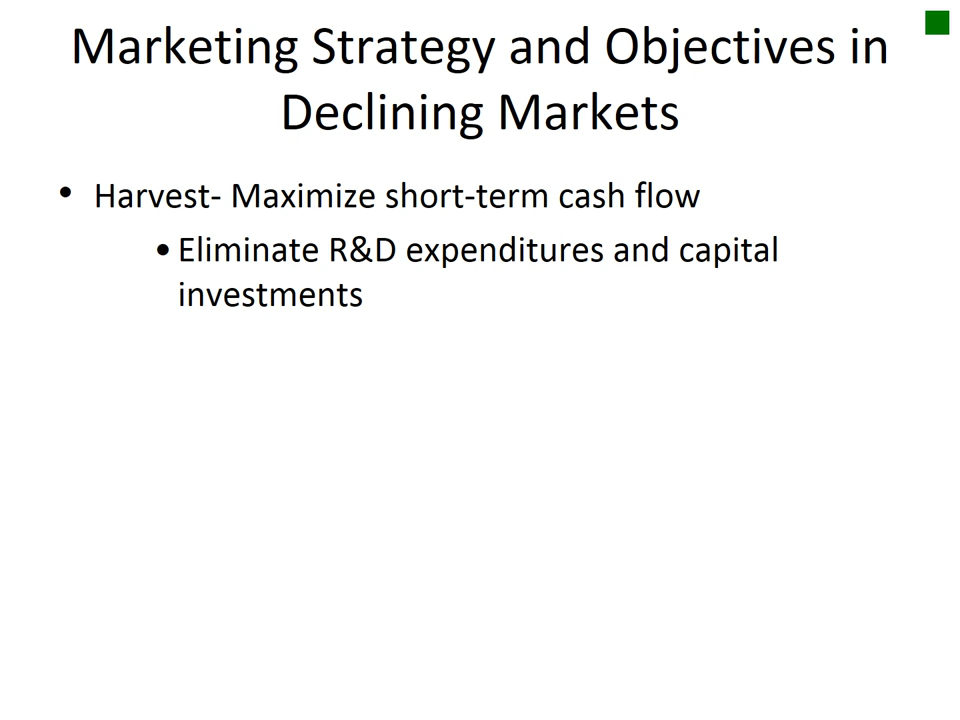 Marketing Strategy and Objectives in
Declining Markets
• Harvest- Maximize short-term cash flow
• Eliminate R&D expenditures and capital
investments